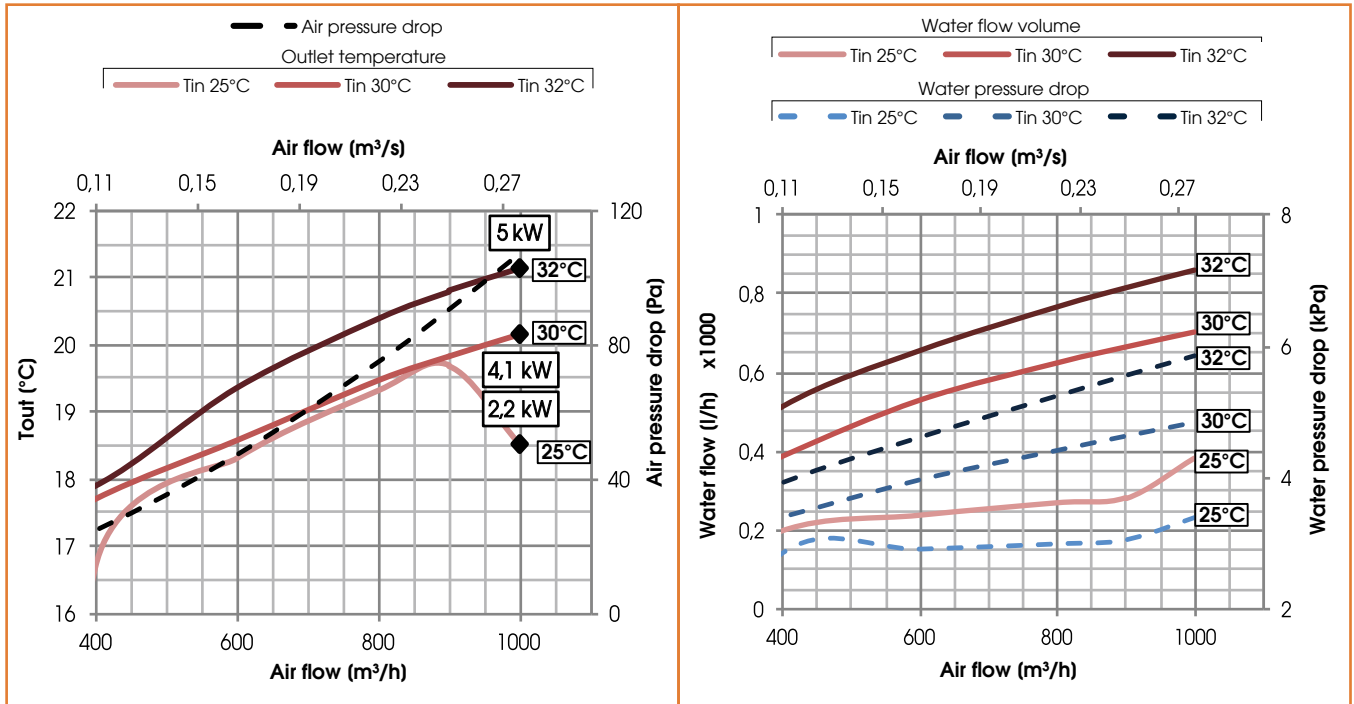 Air pressure drop
Outlet temperature
Tin 25°C Tin 30°C Tin 32°C
Air flow (m³/s)
0,11 0,15 0,19 0,23 0,27
22 120
5 kW
21 32°C
30°C
20 80
4,1 kW
19 2,2 kW
25°C
18 40
17
16 0
400 600 800 1000
Tout (°C)
Air pressure drop (Pa)
Air flow (m³/h)
Water flow volume
Tin 25°C Tin 30°C Tin 32°C
Water pressure drop
Tin 25°C Tin 30°C Tin 32°C
Air flow (m³/s)
0,11 0,15 0,19 0,23 0,27
1 8
32°C
0,8
30°C
6
32°C
0,6
30°C
0,4 4
25°C
25°C
0,2
0 2
400 600 800 1000
Water flow (l/h) x1000
Water pressure drop (kPa)
Air flow (m³/h)